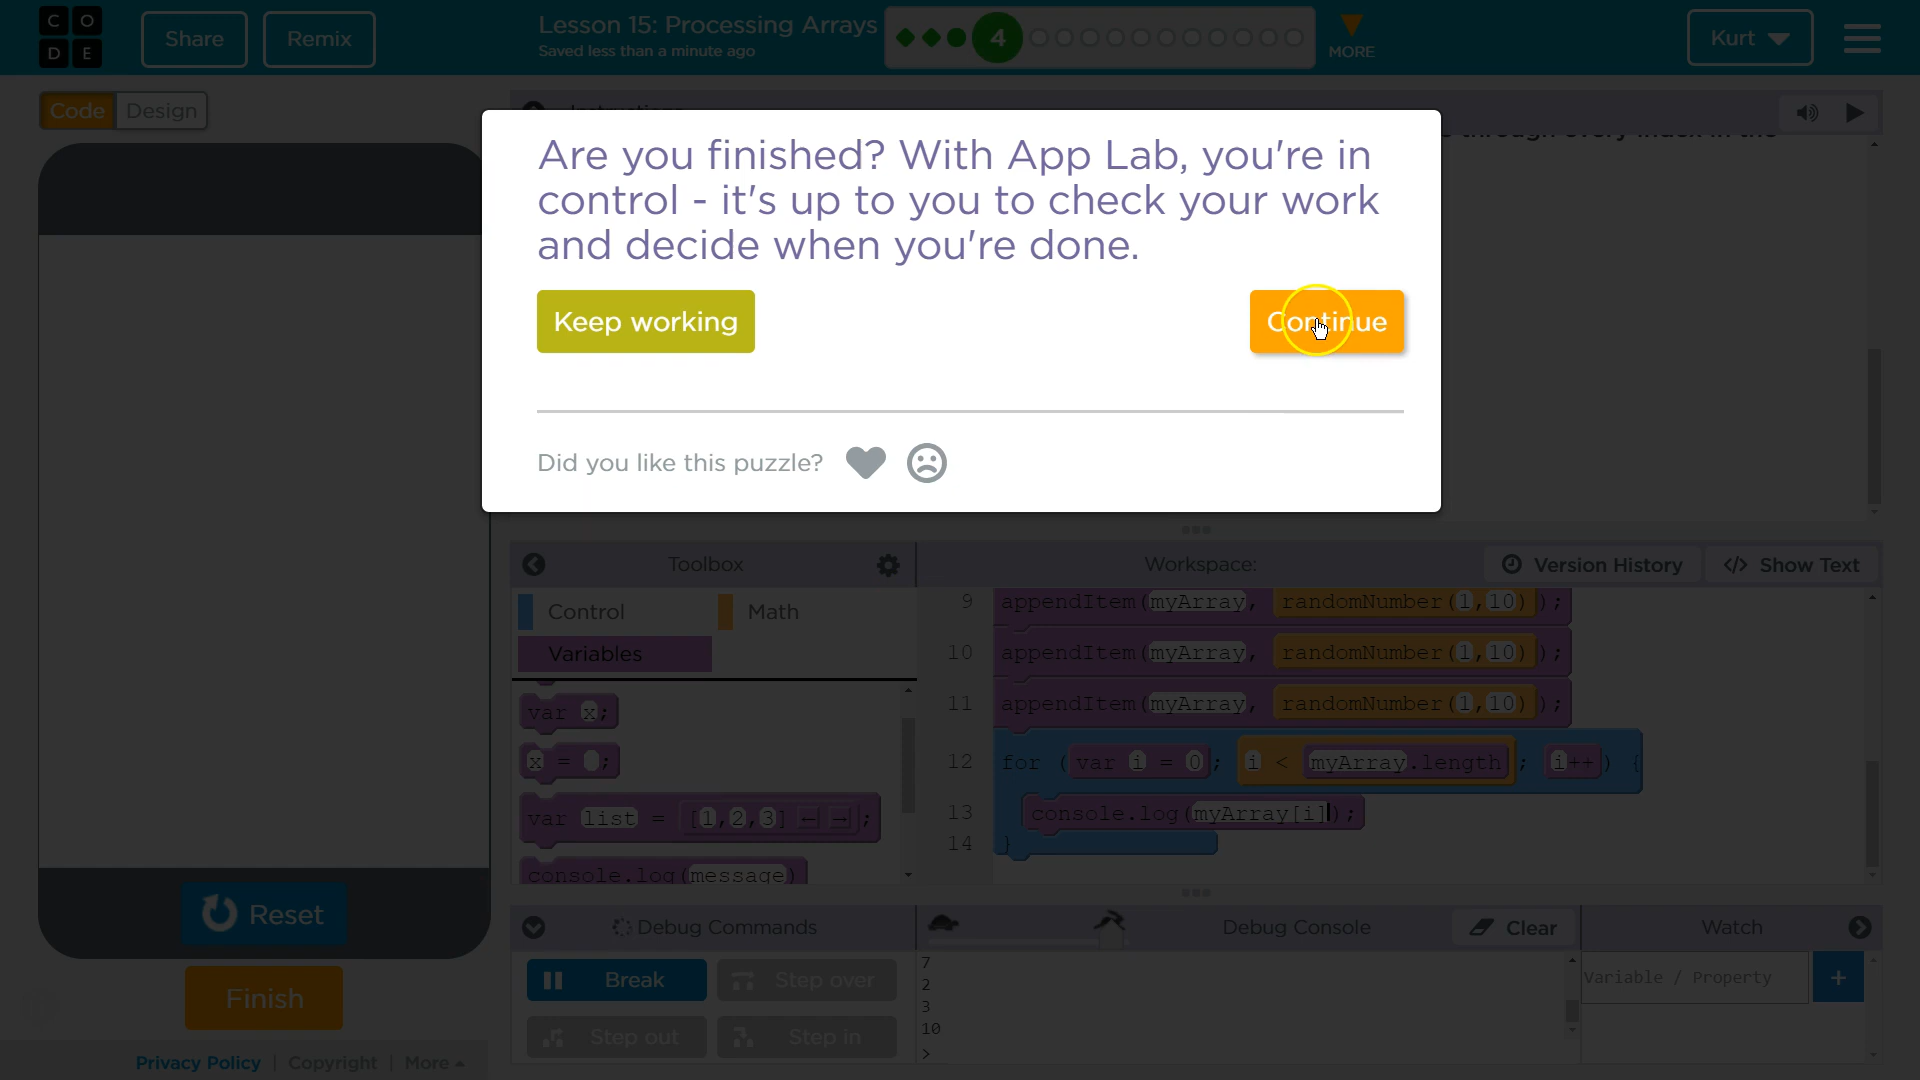 C O
D E
Share
Remix
Lesson 15: Processing Arrays
Saved less than a minute ago
4
MORE
Kurt
Code
Design
Are you finished? With App Lab, you're in
control - it's up to you to check your work
and decide when you're done.
Keep working
Continue
Did you like this puzzle?
Toolbox
Workspace:
Version History
</> Show Text
Control
Math
Variables
var x;
x = ;
var list = [1,2,3] ← → ;
console.log(message)
9 appendItem(myArray, randomNumber(1,10) );
10 appendItem(myArray, randomNumber(1,10) );
11 appendItem(myArray, randomNumber(1,10) );
12 for ( var i = 0; i < myArray.length ; i++ ) {
13 console.log(myArray[i]);
14 }
Reset
Finish
Debug Commands
Debug Console
Clear
Watch
Break
Step over
Step out
Step in
7
2
3
10
>
Variable / Property
+
Privacy Policy | Copyright | More